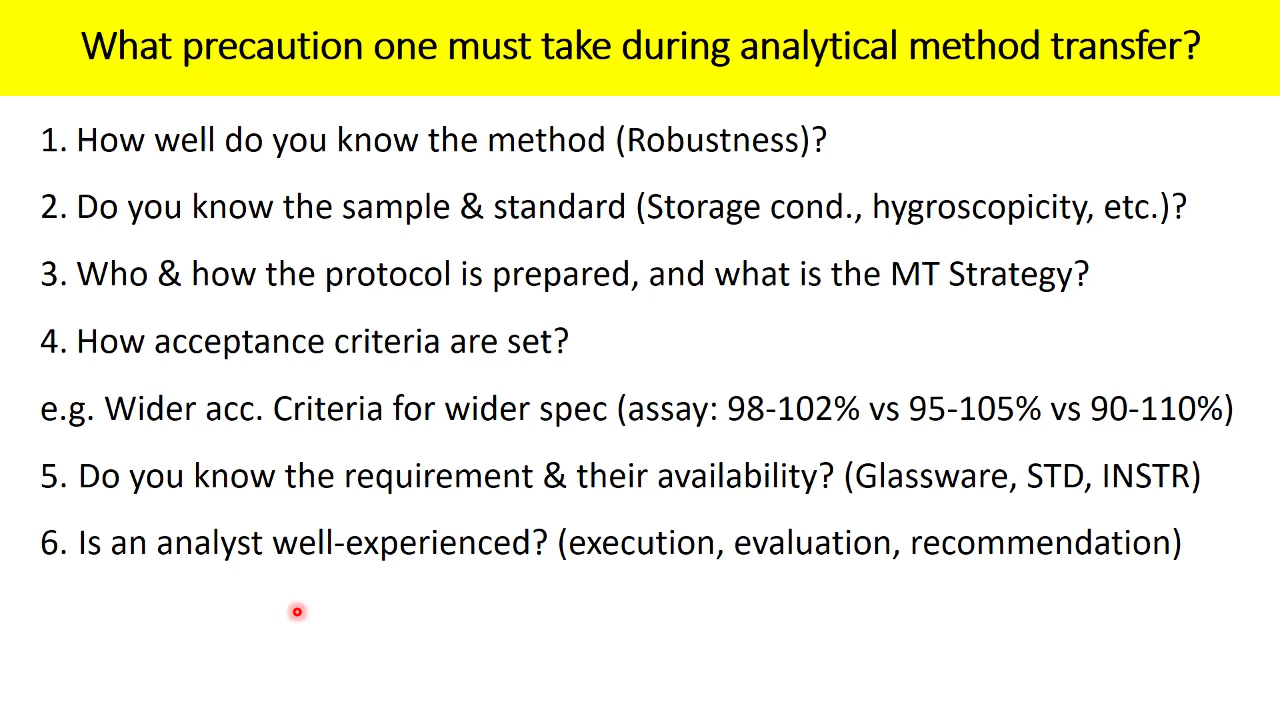 What precaution one must take during analytical method transfer?
1. How well do you know the method (Robustness)?
2. Do you know the sample & standard (Storage cond., hygroscopicity, etc.)?
3. Who & how the protocol is prepared, and what is the MT Strategy?
4. How acceptance criteria are set?
e.g. Wider acc. Criteria for wider spec (assay: 98-102% vs 95-105% vs 90-110%)
5. Do you know the requirement & their availability? (Glassware, STD, INSTR)
6. Is an analyst well-experienced? (execution, evaluation, recommendation)